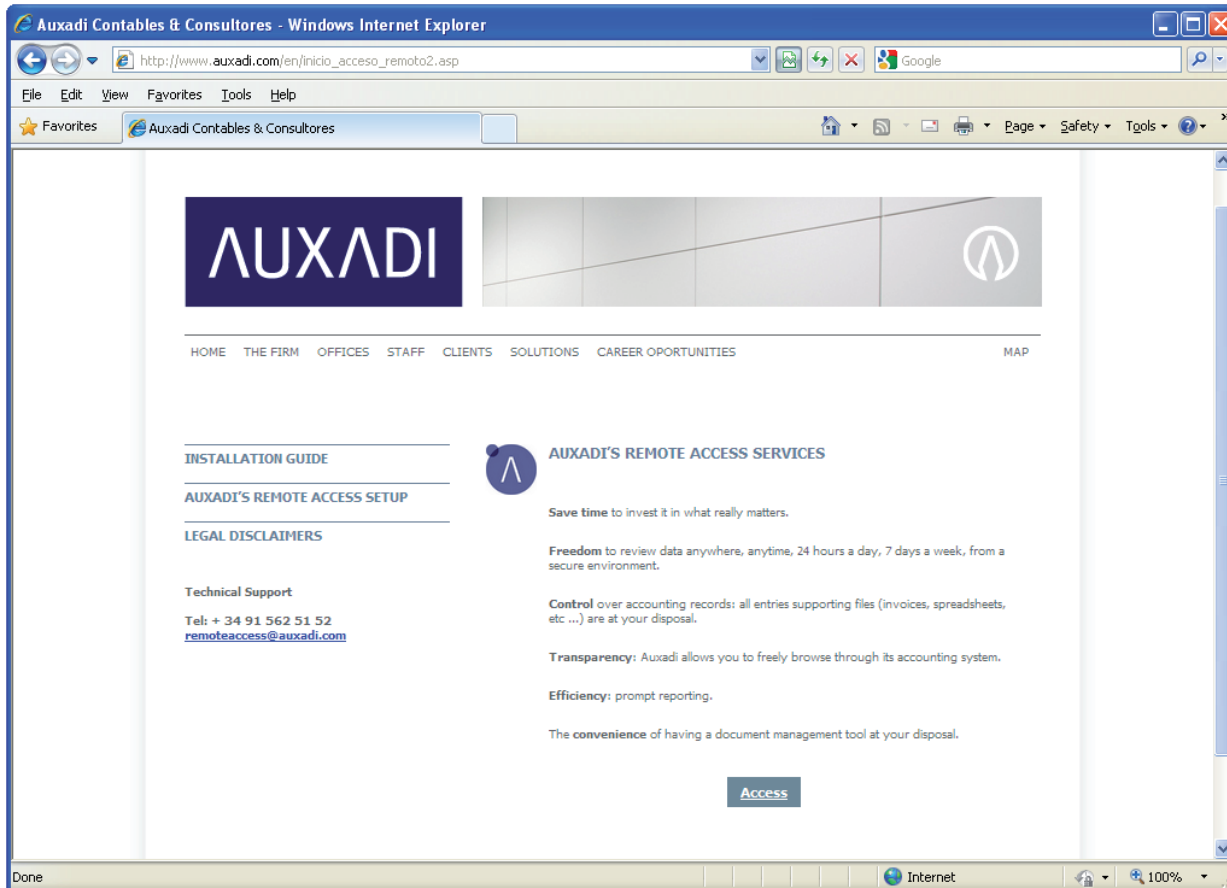 Auxadi Contables & Consultores - Windows Internet Explorer
http://www.auxadi.com/en/inicio_acceso_remoto2.asp
Google
File Edit View Favorites Tools Help
Favorites
Auxadi Contables & Consultores
Page Safety Tools
AUXADI
HOME THE FIRM OFFICES STAFF CLIENTS SOLUTIONS CAREER OPORTUNITIES MAP
INSTALLATION GUIDE
AUXADI'S REMOTE ACCESS SETUP
LEGAL DISCLAIMERS
Technical Support
Tel: + 34 91 562 51 52
remoteaccess@auxadi.com
AUXADI'S REMOTE ACCESS SERVICES
Save time to invest it in what really matters.
Freedom to review data anywhere, anytime, 24 hours a day, 7 days a week, from a
secure environment.
Control over accounting records: all entries supporting files (invoices, spreadsheets,
etc ...) are at your disposal.
Transparency: Auxadi allows you to freely browse through its accounting system.
Efficiency: prompt reporting.
The convenience of having a document management tool at your disposal.
Access
Done
Internet
100%